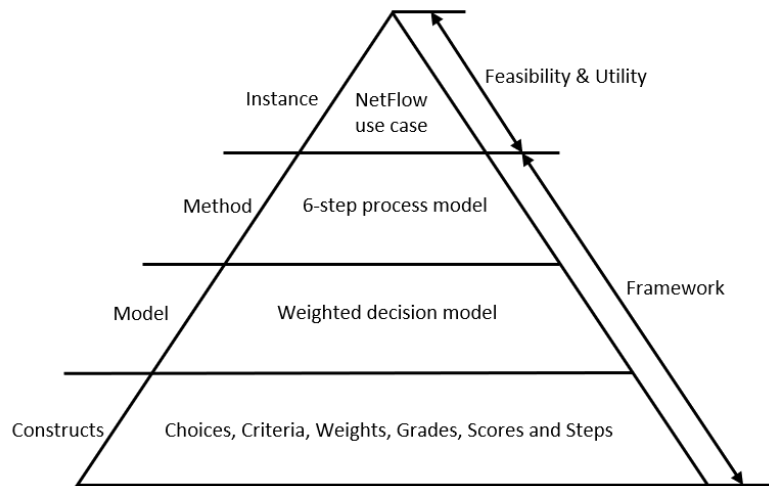 Feasibility & Utility
Instance
NetFlow
use case
Method
6-step process model
Framework
Model
Weighted decision model
Constructs
Choices, Criteria, Weights, Grades, Scores and Steps